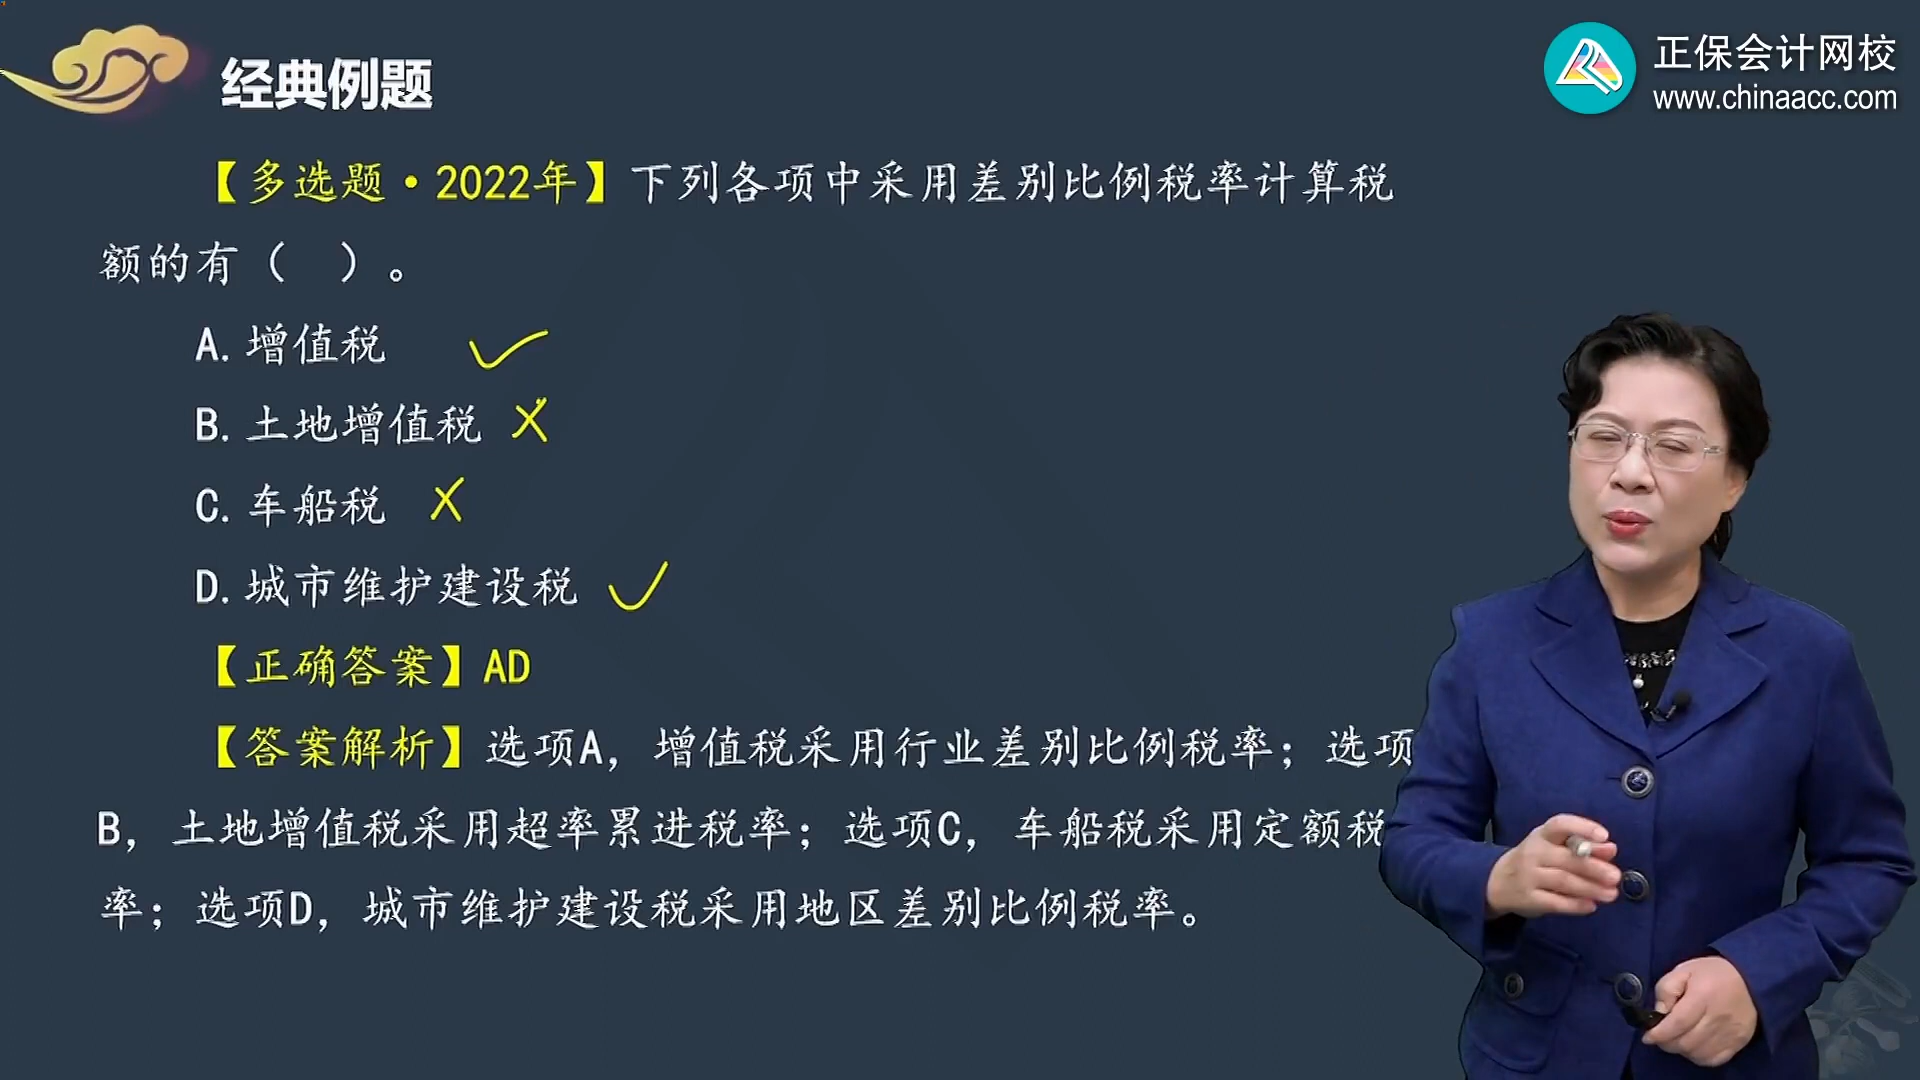 经典例题
正保会计网校
www.chinaacc.com
【多选题·2022年】下列各项中采用差别比例税率计算税
额的有（　）。
A.增值税
B.土地增值税
C.车船税
D.城市维护建设税
【正确答案】AD
【答案解析】选项A，增值税采用行业差别比例税率；选项
B，土地增值税采用超率累进税率；选项C，车船税采用定额税
率；选项D，城市维护建设税采用地区差别比例税率。